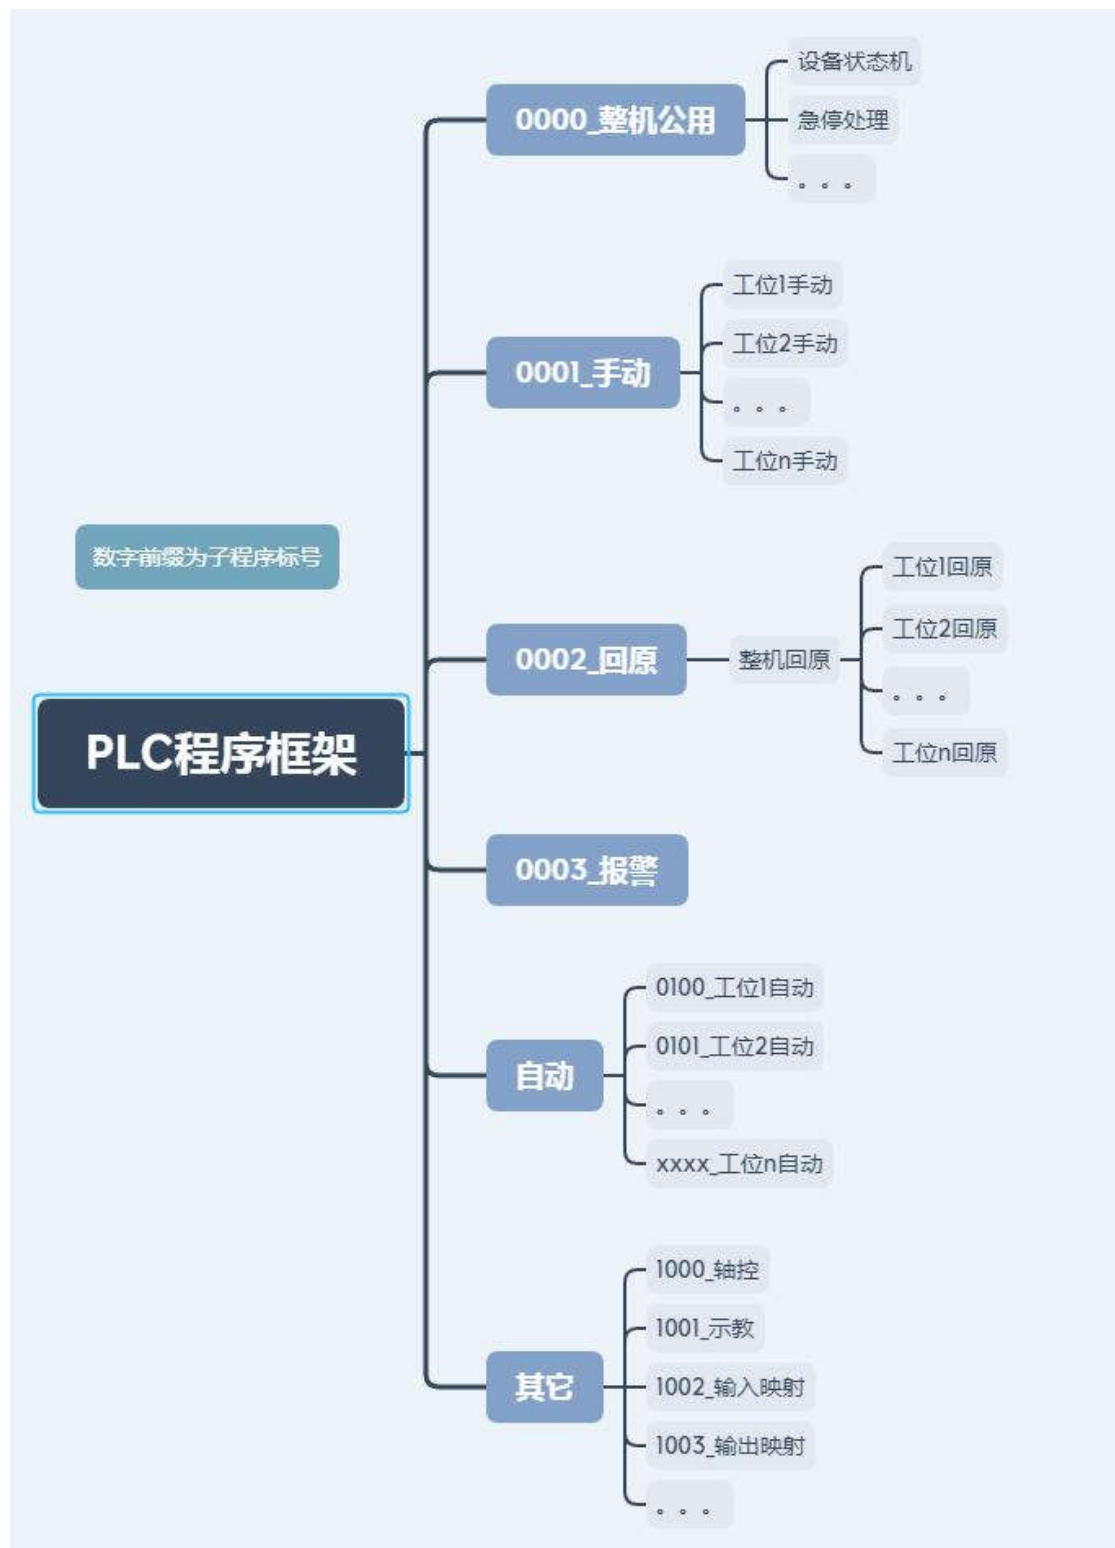 数字前缀为子程序标号
PLC程序框架
0000_整机公用
设备状态机
急停处理
。。。
0001_手动
工位1手动
工位2手动
。。。
工位n手动
0002_回原
整机回原
工位1回原
工位2回原
。。。
工位n回原
0003_报警
自动
0100_工位1自动
0101_工位2自动
。。。
xxxx_工位n自动
其它
1000_轴控
1001_示教
1002_输入映射
1003_输出映射
。。。